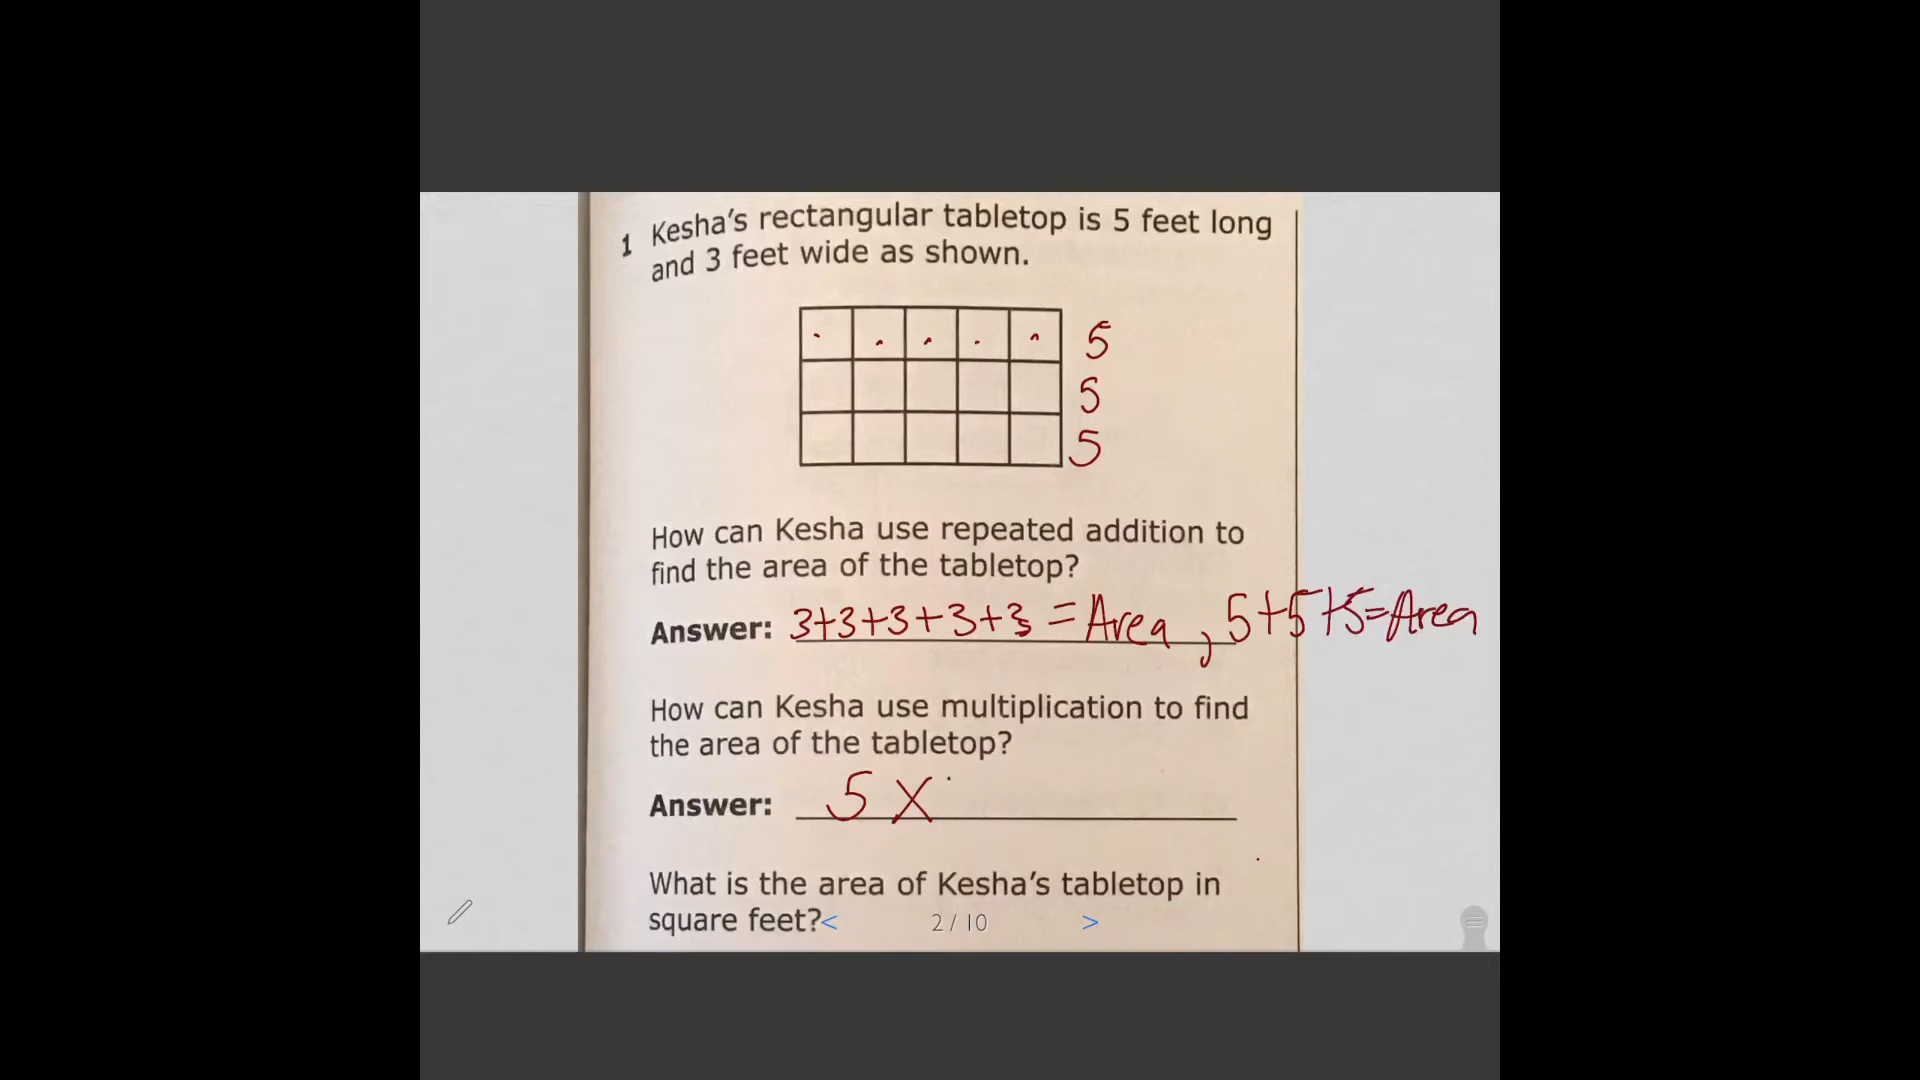 1 Kesha's rectangular tabletop is 5 feet long
and 3 feet wide as shown.
5
5
5
How can Kesha use repeated addition to
find the area of the tabletop?
Answer: 3+3+3+3+3 = Area , 5+5+5=Area
How can Kesha use multiplication to find
the area of the tabletop?
Answer: 5 X
What is the area of Kesha's tabletop in
square feet?
< 2 / 10 >